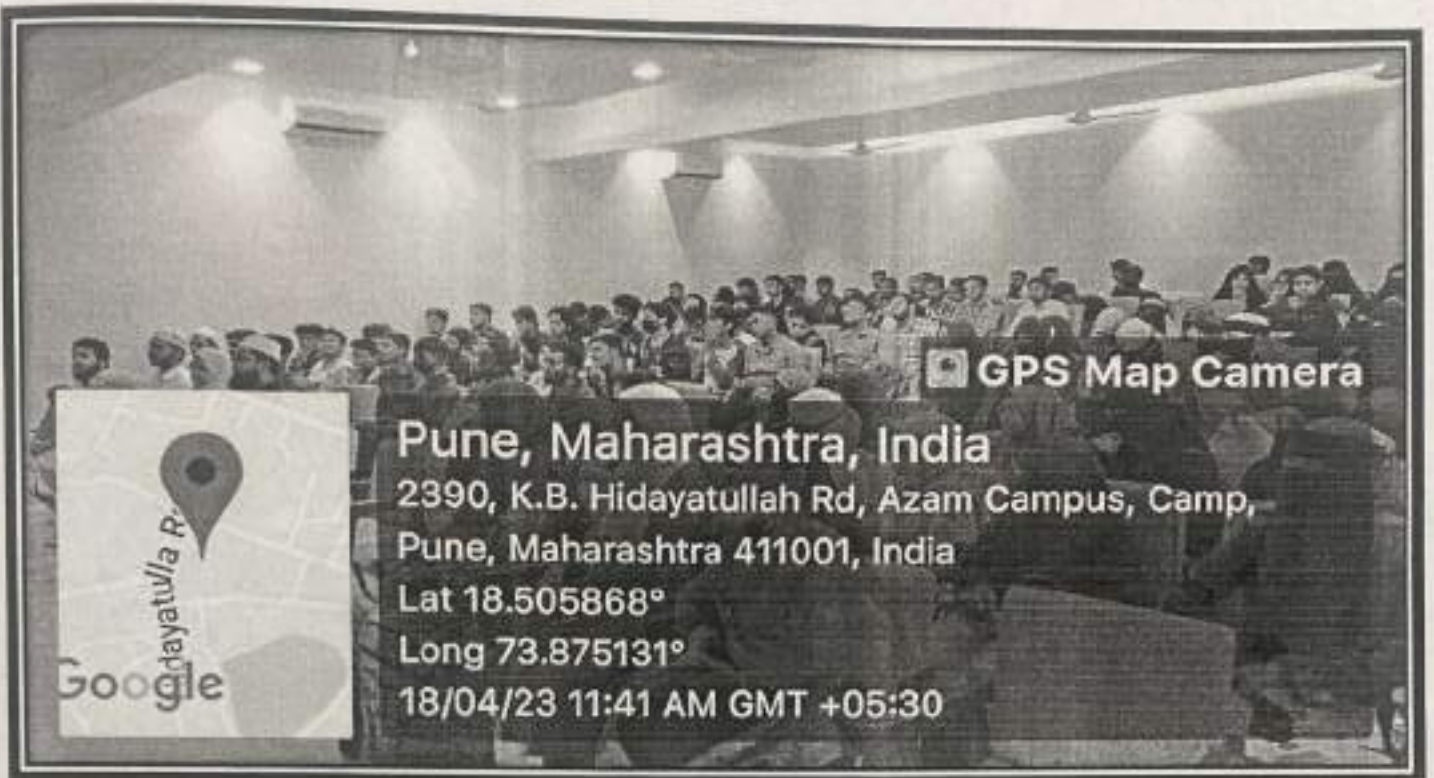 GPS Map Camera
Pune, Maharashtra, India
2390, K.B. Hidayatullah Rd, Azam Campus, Camp,
Pune, Maharashtra 411001, India
Lat 18.505868°
Long 73.875131°
18/04/23 11:41 AM GMT +05:30
Google